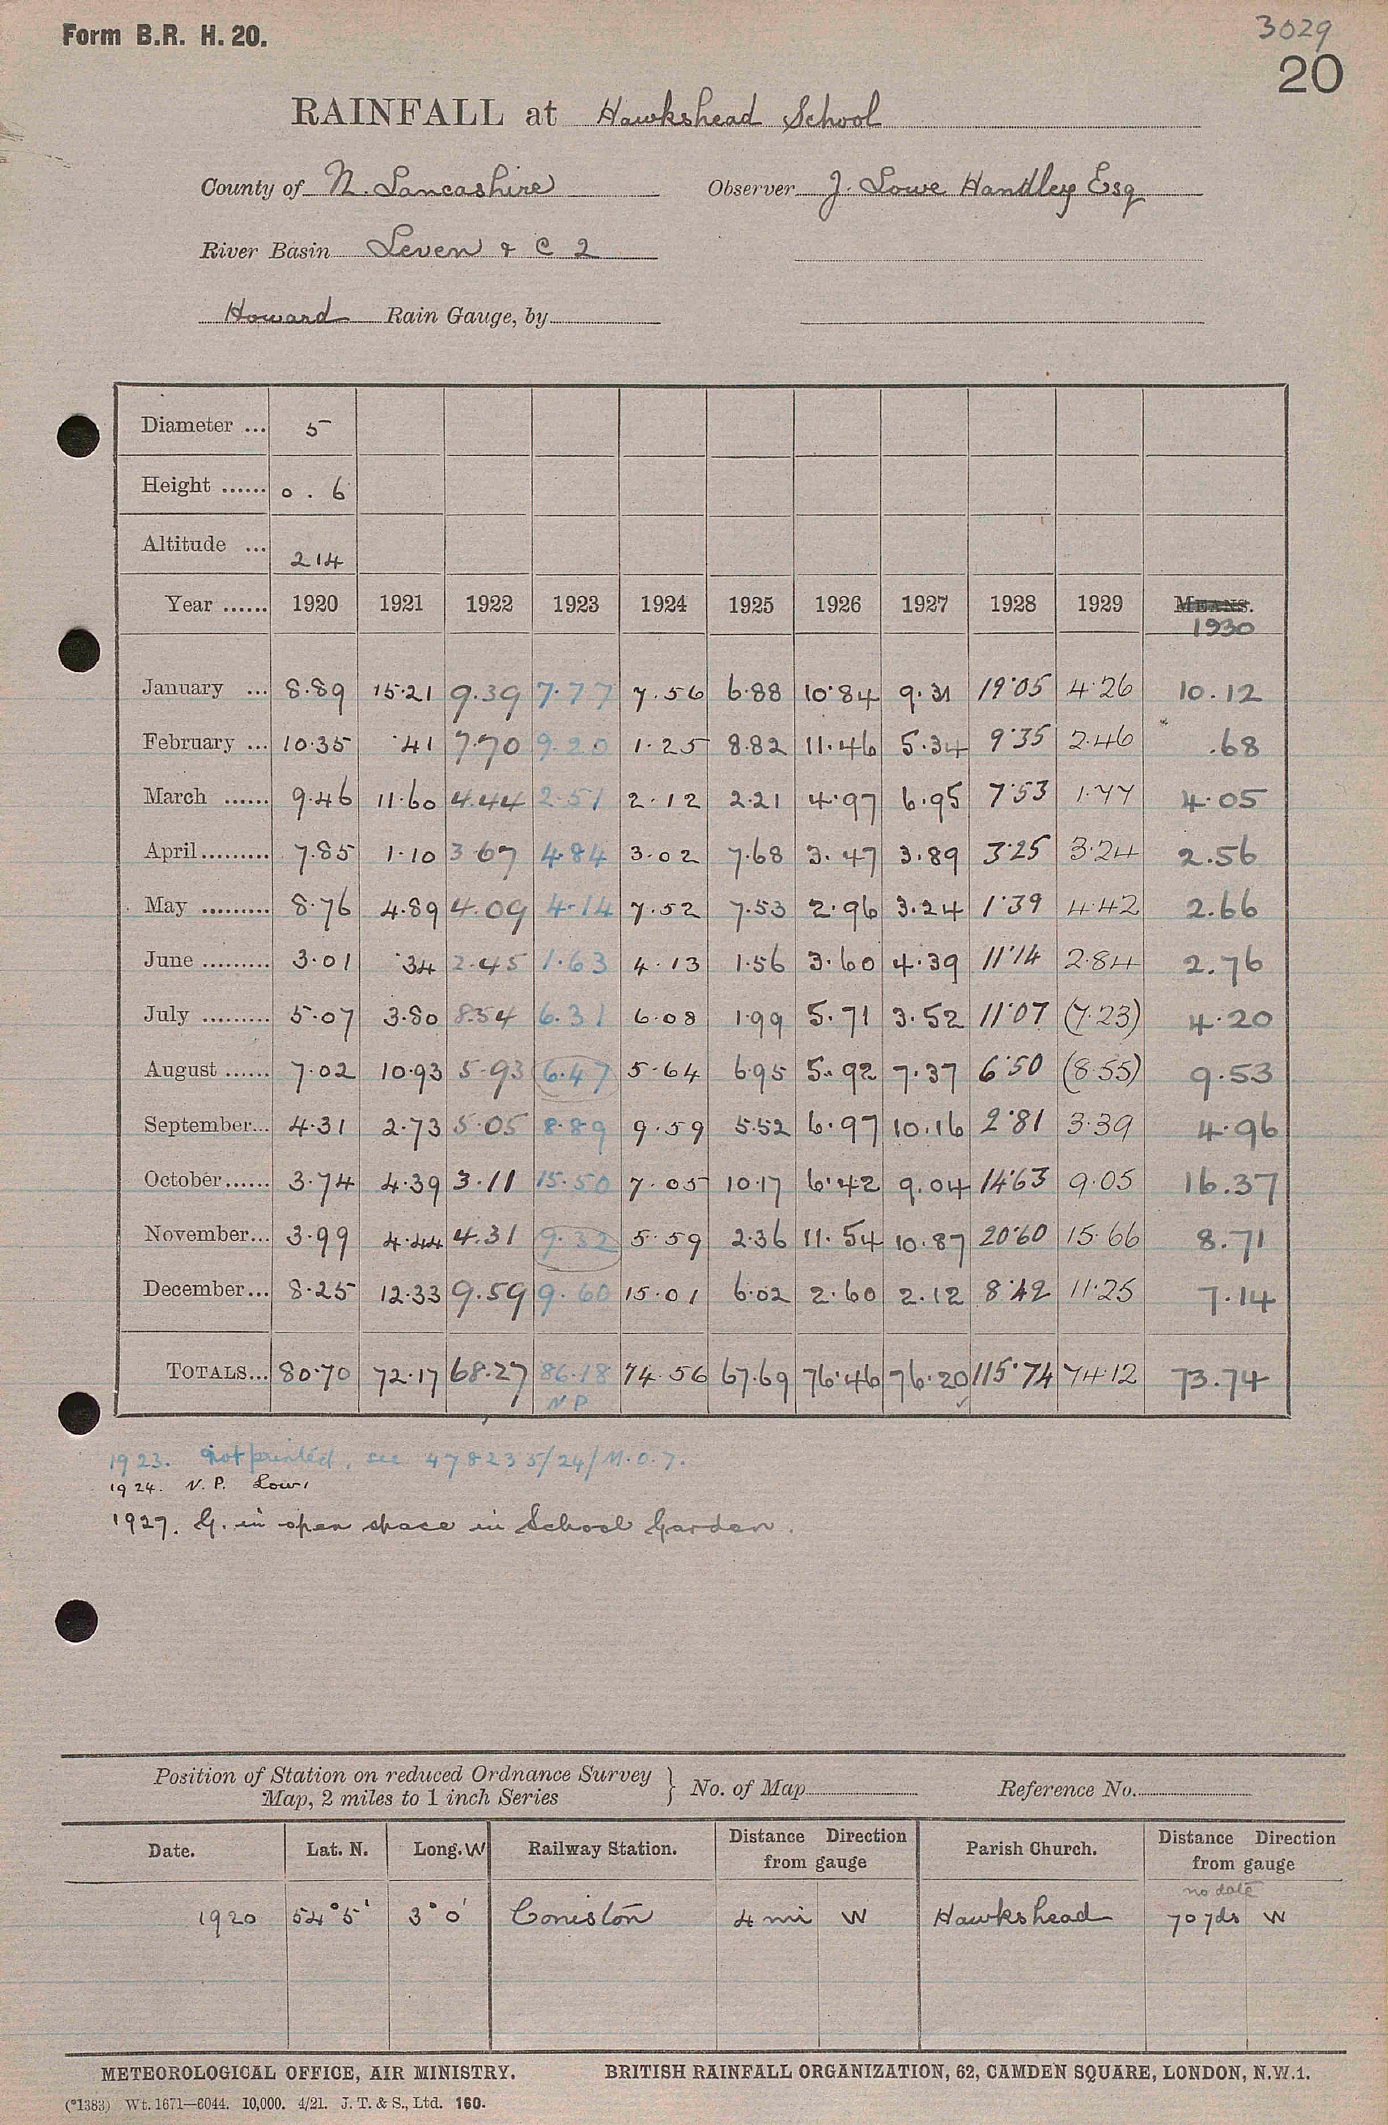 Form B.R. H. 20.
3029
20
RAINFALL at Hawkshead School
County of N. Lancashire Observer J. Lowe Handley Esq
River Basin Leven & C 2
Howard Rain Gauge, by
Diameter ... 5
Height ...... 0 . 6
Altitude ... 214
Year ...... 1920 1921 1922 1923 1924 1925 1926 1927 1928 1929 MEANS.
1930
January ... 8.89 15.21 9.39 7.77 7.56 6.88 10.84 9.31 19.05 4.26 10.12
February ... 10.35 .41 7.70 9.20 1.25 8.82 11.46 5.34 9.35 2.46 .68
March ...... 9.46 11.60 4.44 2.51 2.12 2.21 4.97 6.95 7.53 1.77 4.05
April......... 7.85 1.10 3.67 4.84 3.02 7.68 3.47 3.89 3.25 3.24 2.56
May ......... 8.76 4.89 4.09 4.14 7.52 7.53 2.96 3.24 1.39 4.42 2.66
June ......... 3.01 .34 2.45 1.63 4.13 1.56 3.60 4.39 11.14 2.84 2.76
July ......... 5.07 3.80 8.54 6.31 6.08 1.99 5.71 3.52 11.07 (7.23) 4.20
August ...... 7.02 10.93 5.93 6.47 5.64 6.95 5.92 7.37 6.50 (8.55) 9.53
September... 4.31 2.73 5.05 8.89 9.59 5.52 6.97 10.16 2.81 3.39 4.96
October...... 3.74 4.39 3.11 15.50 7.05 10.17 6.42 9.04 14.63 9.05 16.37
November... 3.99 4.44 4.31 9.32 5.59 2.36 11.54 10.87 20.60 15.66 8.71
December... 8.25 12.33 9.59 9.60 15.01 6.02 2.60 2.12 8.42 11.25 7.14
TOTALS... 80.70 72.17 68.27 86.18 74.56 67.69 76.46 76.20 115.74 74.12 73.74
N P
1923. Not printed, see 478235/24/M.O.7.
1924. N.P. Low.
1927. G. in open space in School Garden.
Position of Station on reduced Ordnance Survey
Map, 2 miles to 1 inch Series } No. of Map Reference No.
Date. Lat. N. Long. W Railway Station. Distance Direction from gauge Parish Church. Distance Direction from gauge
no date
1920 54° 5' 3° 0' Coniston 4 mi W Hawkshead 70 yds W
METEOROLOGICAL OFFICE, AIR MINISTRY. BRITISH RAINFALL ORGANIZATION, 62, CAMDEN SQUARE, LONDON, N.W.1.
(*1383) Wt. 1671—6044. 10,000. 4/21. J. T. & S., Ltd. 160.